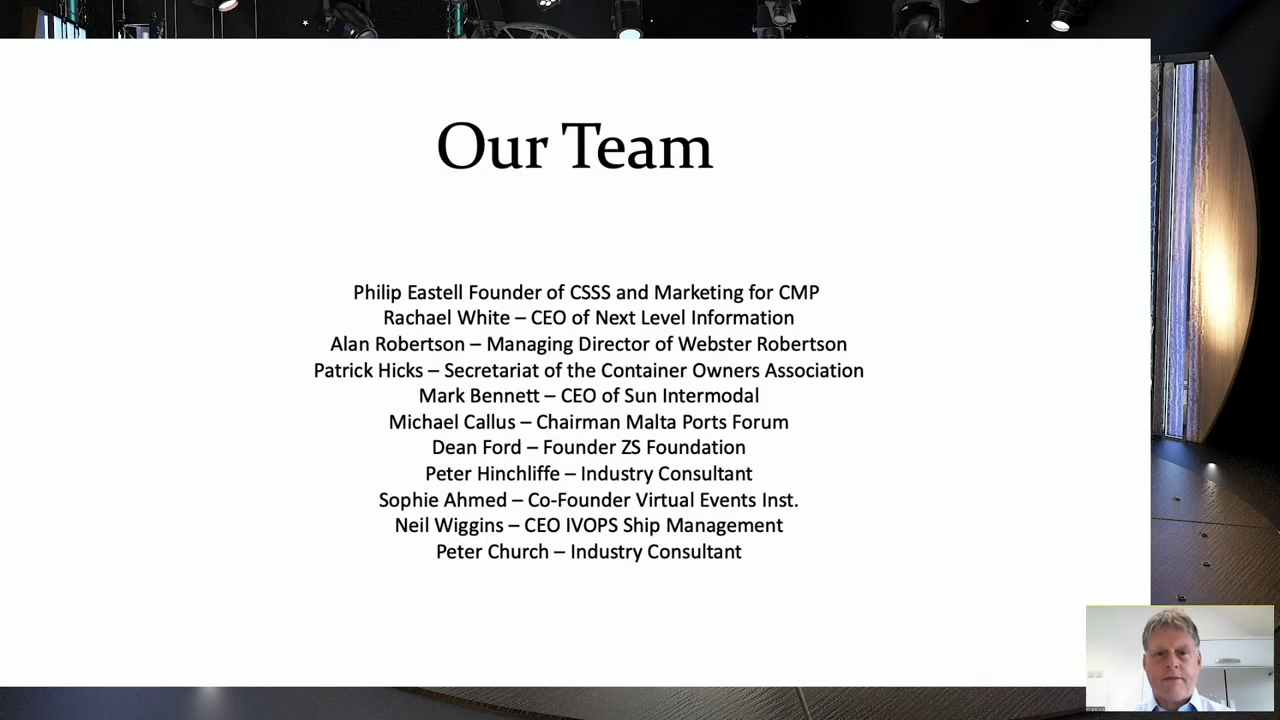 Our Team
Philip Eastell Founder of CSSS and Marketing for CMP
Rachael White – CEO of Next Level Information
Alan Robertson – Managing Director of Webster Robertson
Patrick Hicks – Secretariat of the Container Owners Association
Mark Bennett – CEO of Sun Intermodal
Michael Callus – Chairman Malta Ports Forum
Dean Ford – Founder ZS Foundation
Peter Hinchliffe – Industry Consultant
Sophie Ahmed – Co-Founder Virtual Events Inst.
Neil Wiggins – CEO IVOPS Ship Management
Peter Church – Industry Consultant